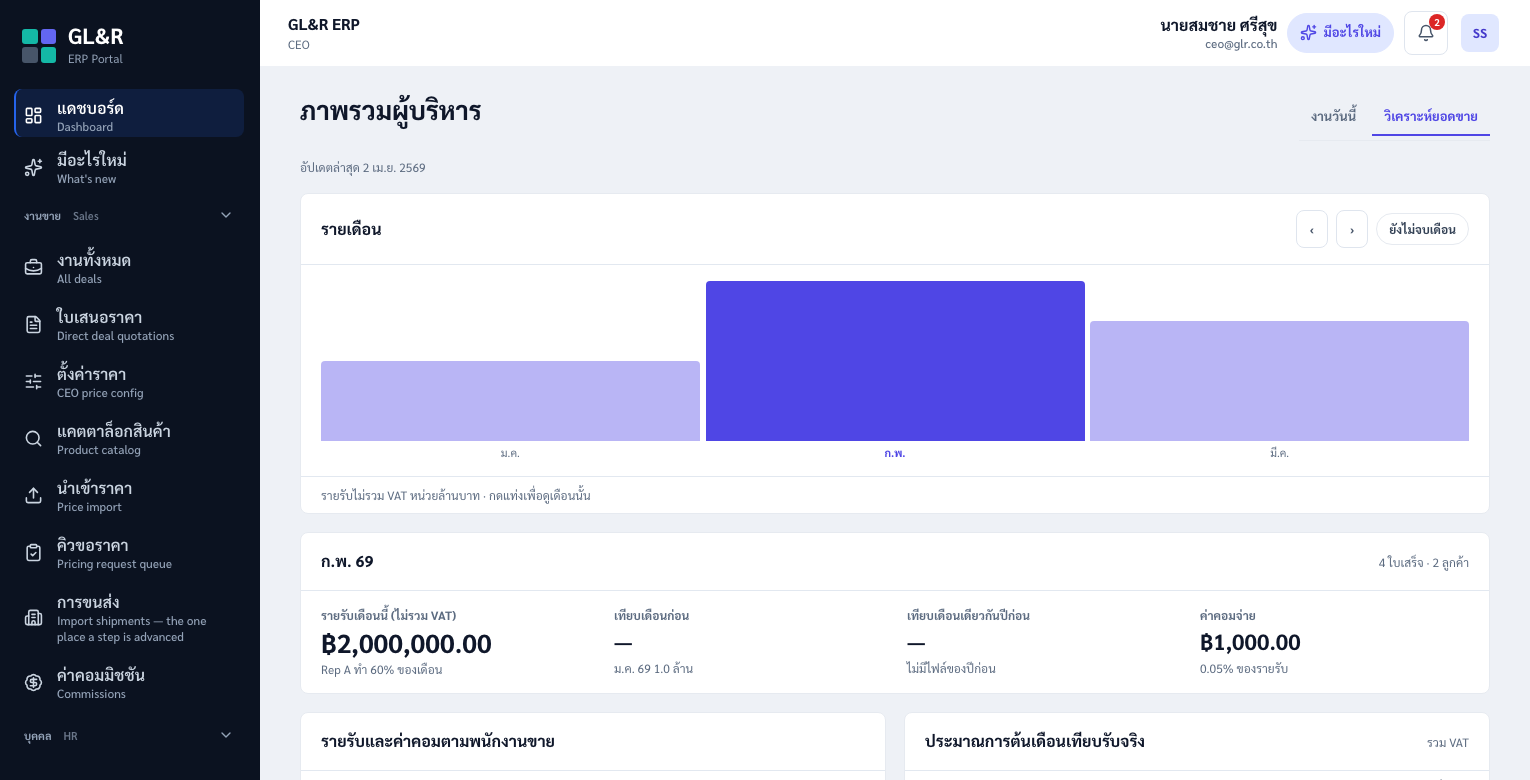 GL&R
ERP Portal
แดชบอร์ด
Dashboard
มีอะไรใหม่
What's new
งานขาย Sales
งานทั้งหมด
All deals
ใบเสนอราคา
Direct deal quotations
ตั้งค่าราคา
CEO price config
แคตตาล็อกสินค้า
Product catalog
นำเข้าราคา
Price import
คิวขอราคา
Pricing request queue
การขนส่ง
Import shipments — the one
place a step is advanced
ค่าคอมมิชชัน
Commissions
บุคคล HR
GL&R ERP
CEO
นายสมชาย ศรีสุข
ceo@glr.co.th
มีอะไรใหม่
2
SS
ภาพรวมผู้บริหาร
งานวันนี้
วิเคราะห์ยอดขาย
อัปเดตล่าสุด 2 เม.ย. 2569
รายเดือน
‹
›
ยังไม่จบเดือน
ม.ค.
ก.พ.
มี.ค.
รายรับไม่รวม VAT หน่วยล้านบาท · กดแท่งเพื่อดูเดือนนั้น
ก.พ. 69
4 ใบเสร็จ · 2 ลูกค้า
รายรับเดือนนี้ (ไม่รวม VAT)
฿2,000,000.00
Rep A ทำ 60% ของเดือน
เทียบเดือนก่อน
—
ม.ค. 69 1.0 ล้าน
เทียบเดือนเดียวกันปีก่อน
—
ไม่มีไฟล์ของปีก่อน
ค่าคอมจ่าย
฿1,000.00
0.05% ของรายรับ
รายรับและค่าคอมตามพนักงานขาย
ประมาณการต้นเดือนเทียบรับจริง
รวม VAT